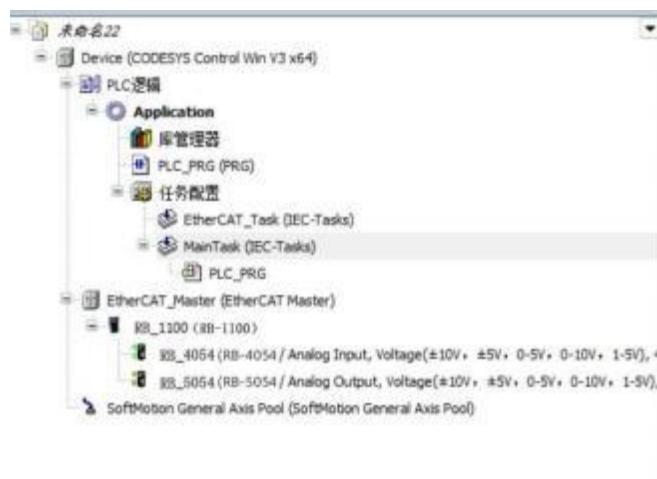 未命名22
Device (CODESYS Control Win V3 x64)
PLC逻辑
Application
库管理器
PLC_PRG (PRG)
任务配置
EtherCAT_Task (IEC-Tasks)
MainTask (IEC-Tasks)
PLC_PRG
EtherCAT_Master (EtherCAT Master)
RB_1100 (RB-1100)
RB_4054 (RB-4054 / Analog Input, Voltage(±10V, ±5V, 0-5V, 0-10V, 1-5V),
RB_5054 (RB-5054 / Analog Output, Voltage(±10V, ±5V, 0-5V, 0-10V, 1-5V),
SoftMotion General Axis Pool (SoftMotion General Axis Pool)